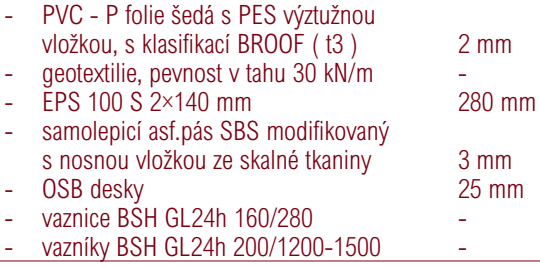 - PVC - P folie šedá s PES výztužnou
vložkou, s klasifikací BROOF ( t3 ) 2 mm
- geotextilie, pevnost v tahu 30 kN/m -
- EPS 100 S 2×140 mm 280 mm
- samolepicí asf.pás SBS modifikovaný
s nosnou vložkou ze skalné tkaniny 3 mm
- OSB desky 25 mm
- vaznice BSH GL24h 160/280 -
- vazníky BSH GL24h 200/1200-1500 -